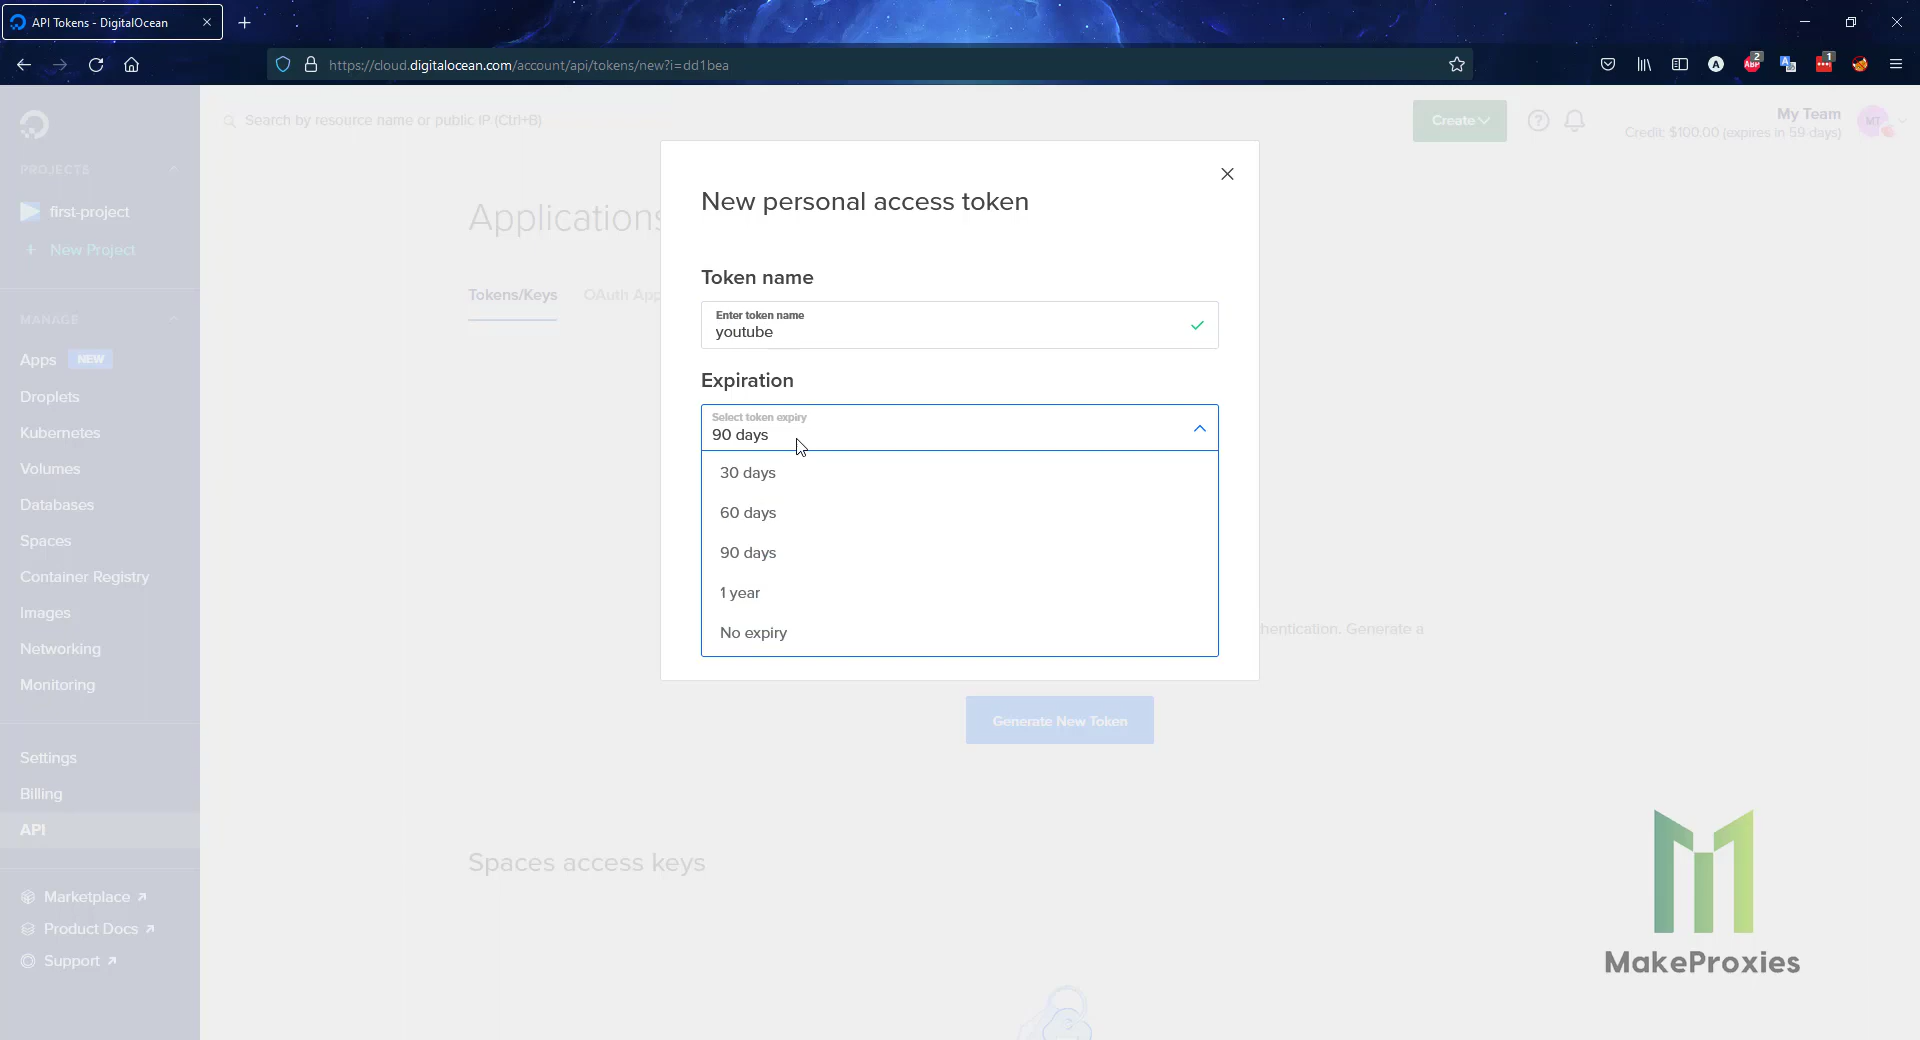 API Tokens - DigitalOcean
https://cloud.digitalocean.com/account/api/tokens/new?i=dd1bea
ABP
2
A
1
Search by resource name or public IP (Ctrl+B)
Create
My Team
Credit: $100.00 (expires in 59 days)
MT
PROJECTS
first-project
+ New Project
MANAGE
Apps NEW
Droplets
Kubernetes
Volumes
Databases
Spaces
Container Registry
Images
Networking
Monitoring
Settings
Billing
API
Marketplace
Product Docs
Support
Applications
Tokens/Keys
OAuth App
New personal access token
Token name
Enter token name
youtube
Expiration
Select token expiry
90 days
30 days
60 days
90 days
1 year
No expiry
hentication. Generate a
Generate New Token
Spaces access keys
MakeProxies